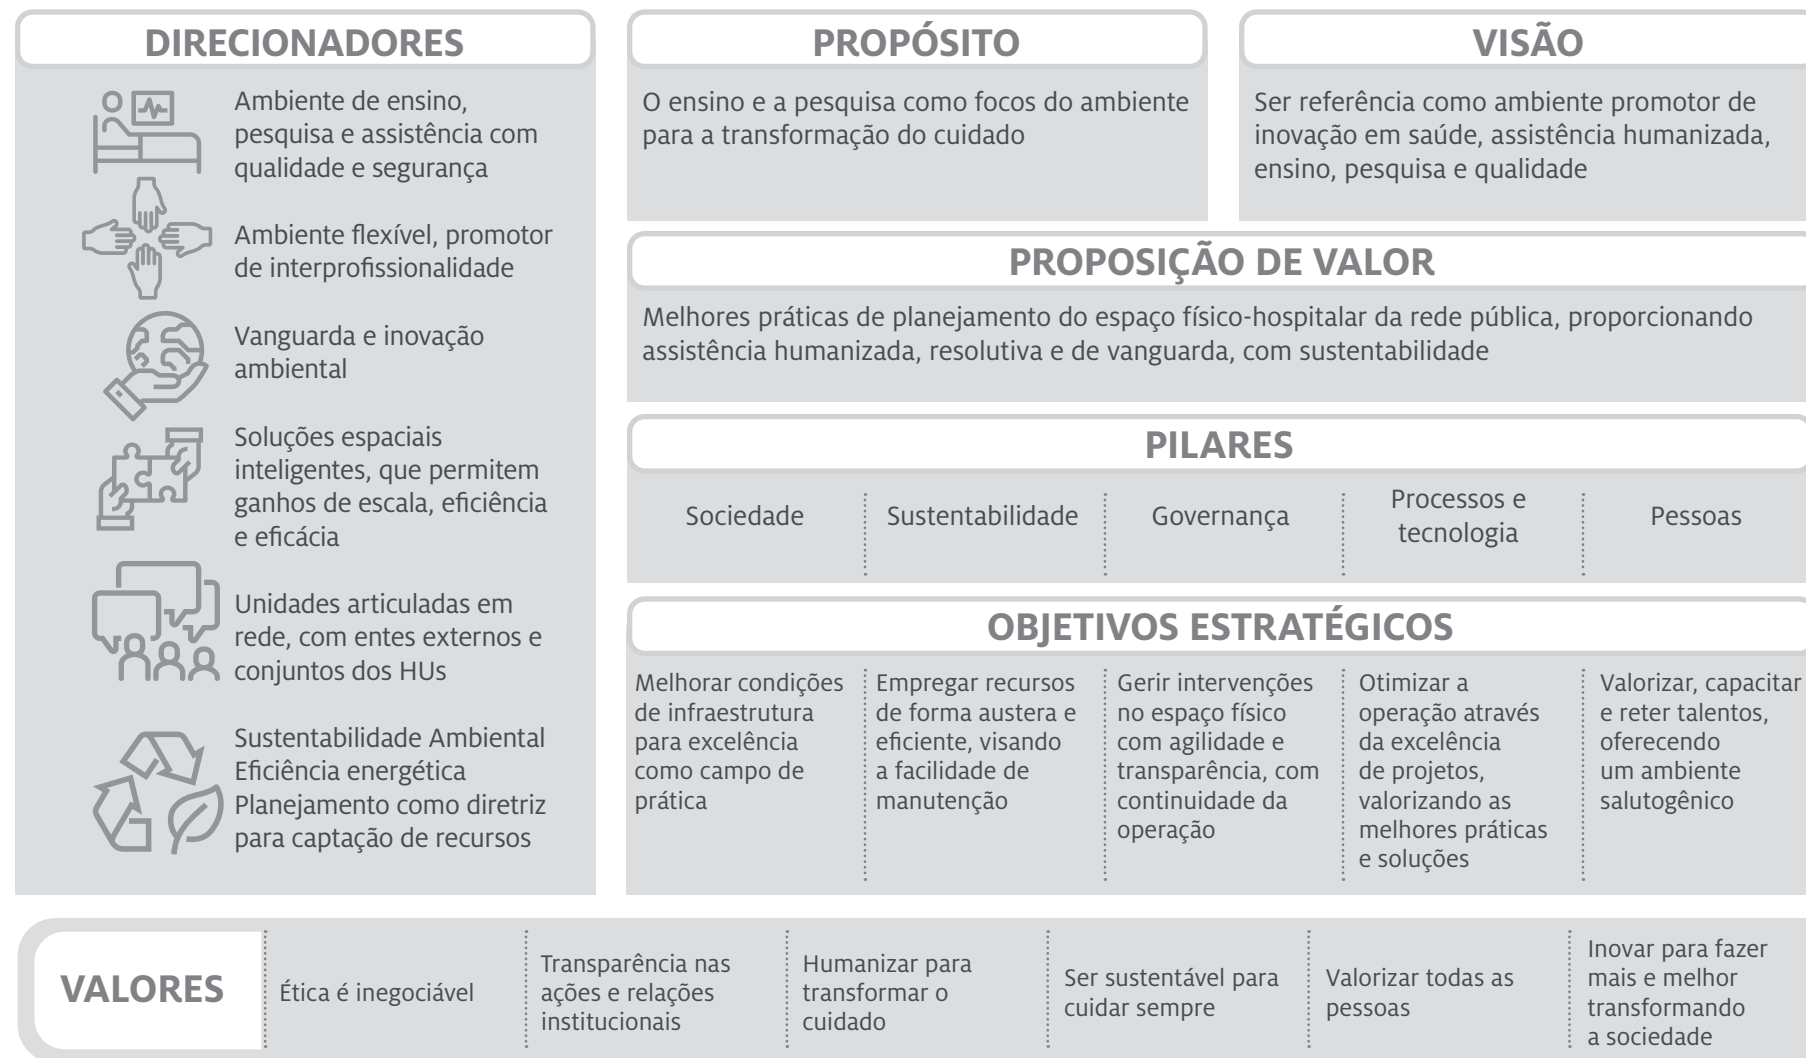 DIRECIONADORES
Ambiente de ensino,
pesquisa e assistência com
qualidade e segurança
Ambiente flexível, promotor
de interprofissionalidade
Vanguarda e inovação
ambiental
Soluções espaciais
inteligentes, que permitem
ganhos de escala, eficiência
e eficácia
Unidades articuladas em
rede, com entes externos e
conjuntos dos HUs
Sustentabilidade Ambiental
Eficiência energética
Planejamento como diretriz
para captação de recursos
PROPÓSITO
O ensino e a pesquisa como focos do ambiente
para a transformação do cuidado
VISÃO
Ser referência como ambiente promotor de
inovação em saúde, assistência humanizada,
ensino, pesquisa e qualidade
PROPOSIÇÃO DE VALOR
Melhores práticas de planejamento do espaço físico-hospitalar da rede pública, proporcionando
assistência humanizada, resolutiva e de vanguarda, com sustentabilidade
PILARES
Sociedade
Sustentabilidade
Governança
Processos e
tecnologia
Pessoas
OBJETIVOS ESTRATÉGICOS
Melhorar condições
de infraestrutura
para excelência
como campo de
prática
Empregar recursos
de forma austera e
eficiente, visando
a facilidade de
manutenção
Gerir intervenções
no espaço físico
com agilidade e
transparência, com
continuidade da
operação
Otimizar a
operação através
da excelência
de projetos,
valorizando as
melhores práticas
e soluções
Valorizar, capacitar
e reter talentos,
oferecendo
um ambiente
salutogênico
VALORES
Ética é inegociável
Transparência nas
ações e relações
institucionais
Humanizar para
transformar o
cuidado
Ser sustentável para
cuidar sempre
Valorizar todas as
pessoas
Inovar para fazer
mais e melhor
transformando
a sociedade